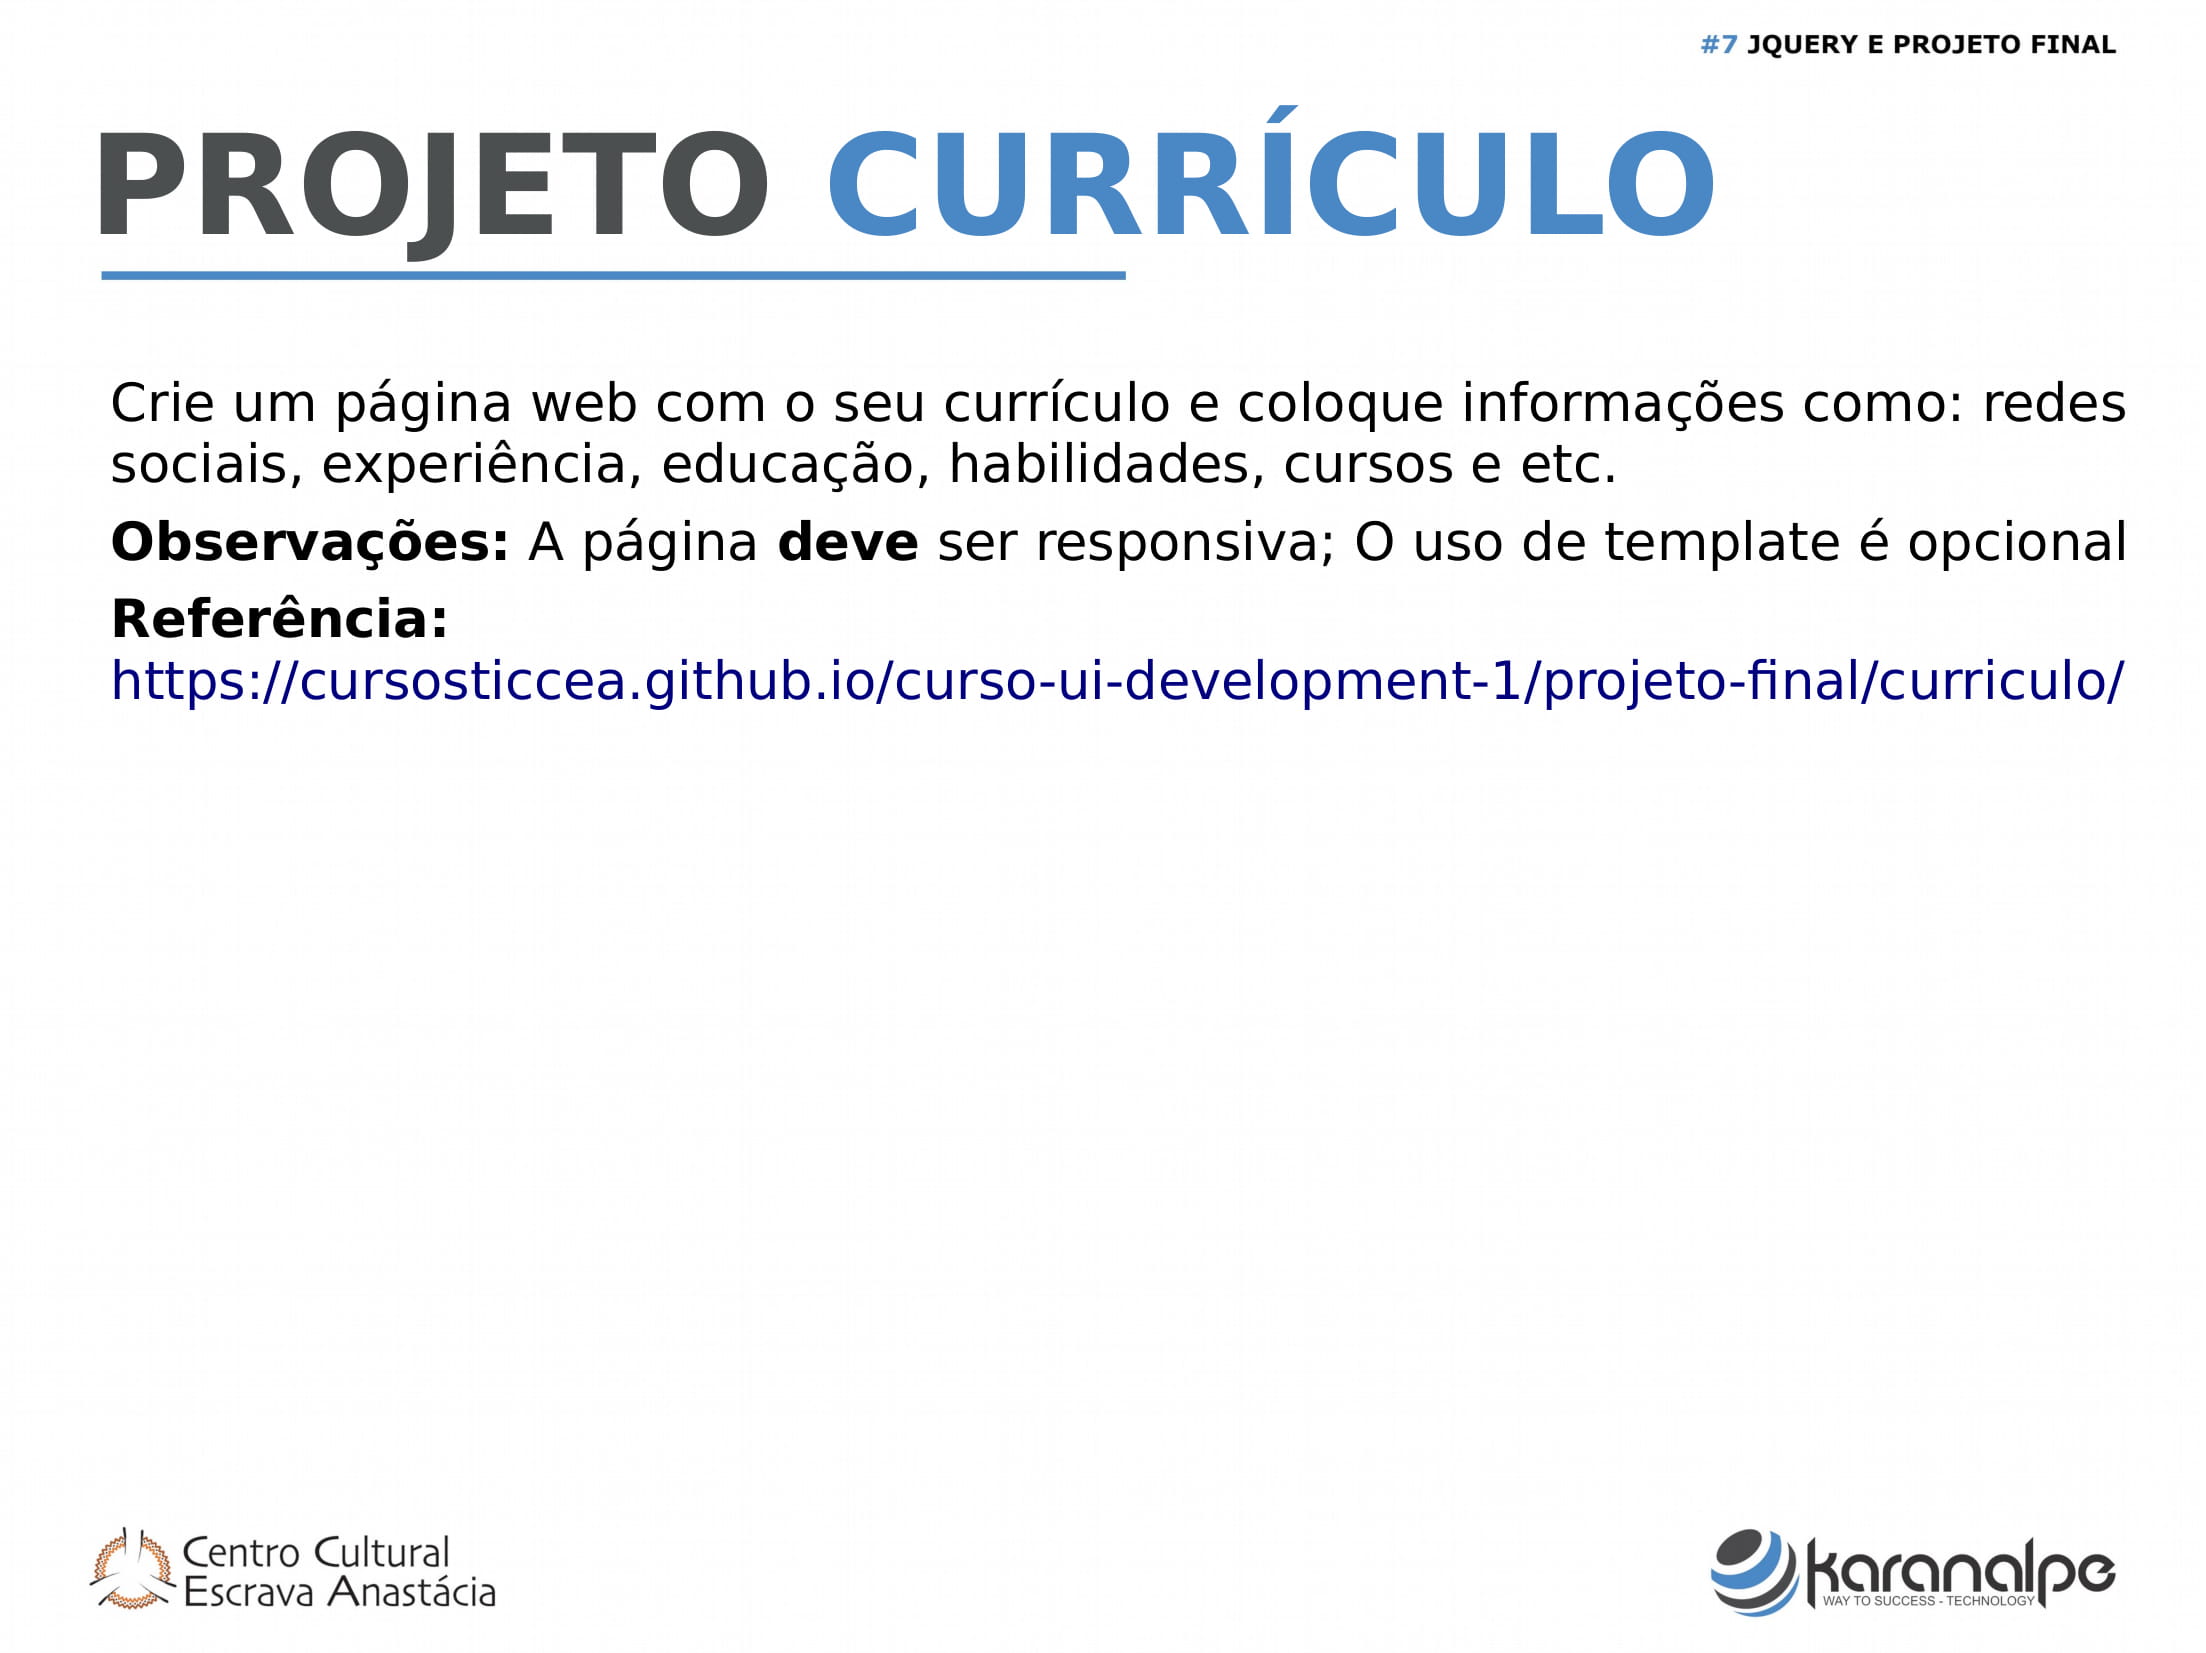 #7 JQUERY E PROJETO FINAL
PROJETO CURRÍCULO
Crie um página web com o seu currículo e coloque informações como: redes
sociais, experiência, educação, habilidades, cursos e etc.
Observações: A página deve ser responsiva; O uso de template é opcional
Referência:
https://cursosticcea.github.io/curso-ui-development-1/projeto-final/curriculo/
Centro Cultural
Escrava Anastácia
karanalpe
WAY TO SUCCESS - TECHNOLOGY